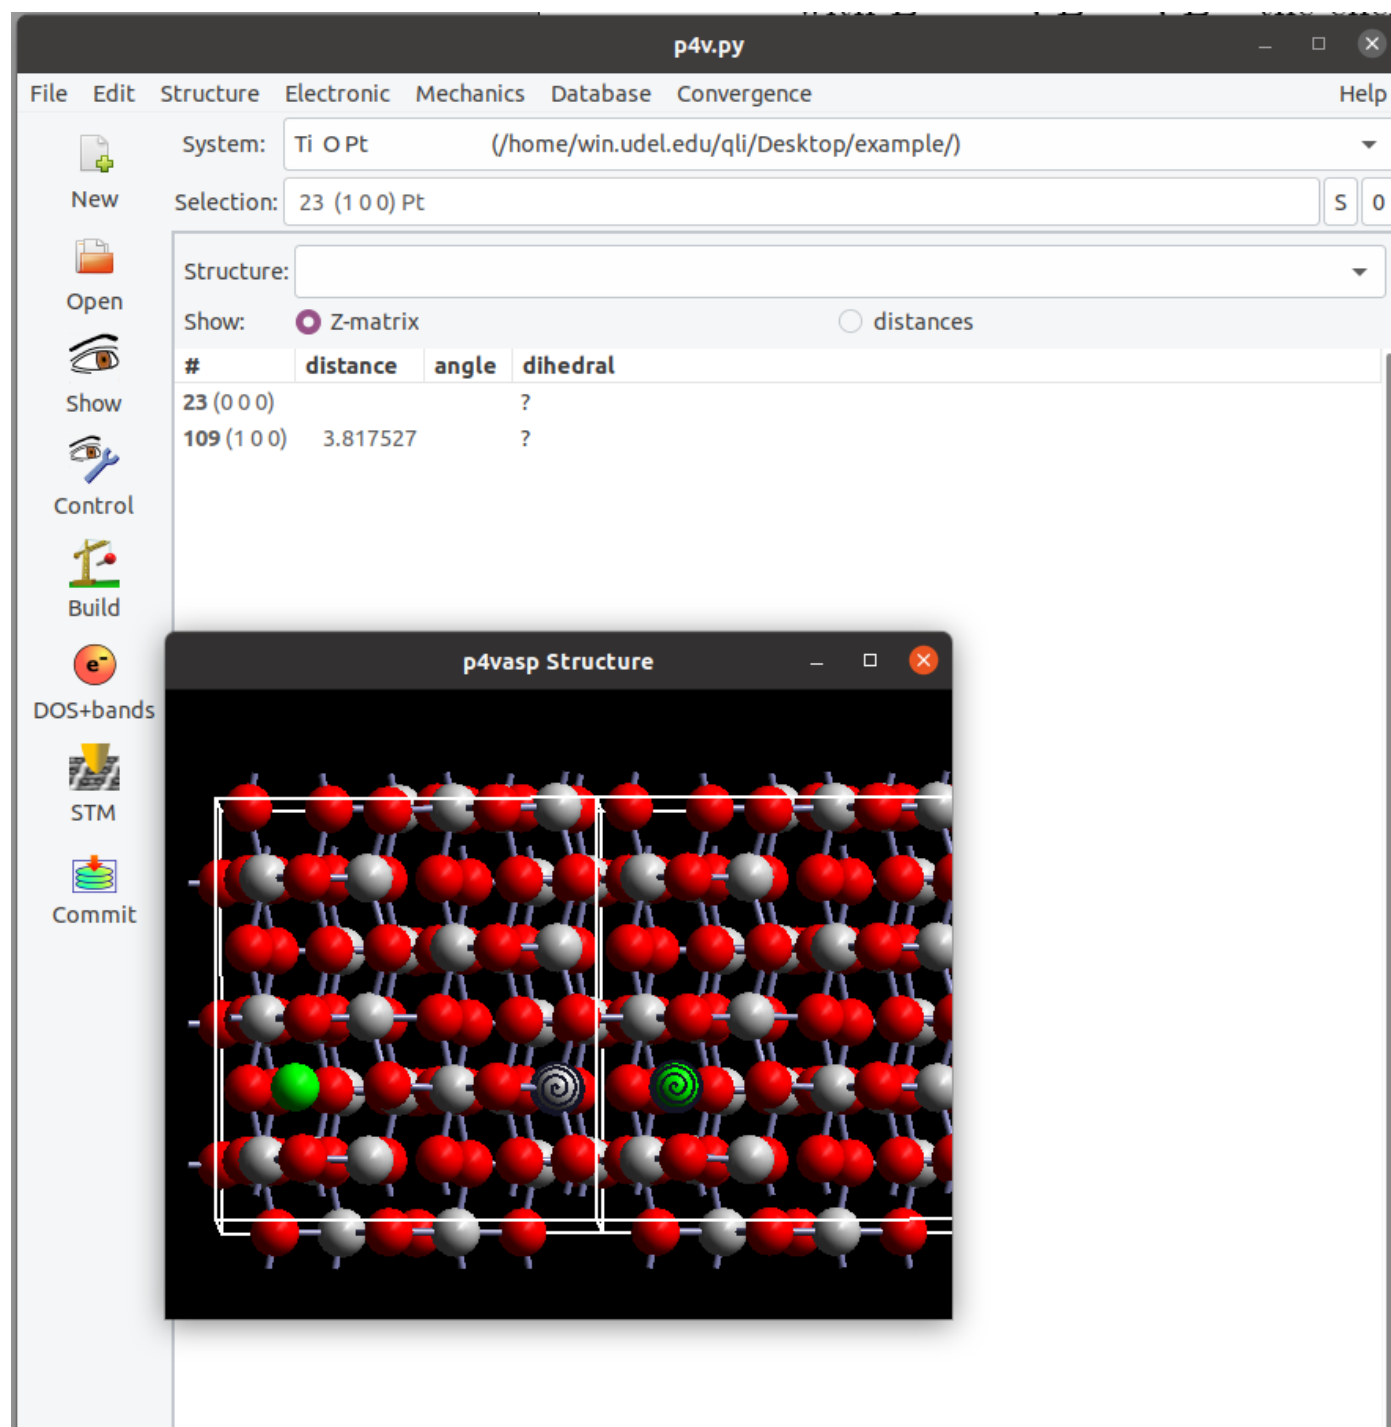 p4v.py
File Edit Structure Electronic Mechanics Database Convergence Help
System: Ti O Pt (/home/win.udel.edu/qli/Desktop/example/)
New
Selection: 23 (1 0 0) Pt S 0
Structure:
Open
Show: Z-matrix distances
# distance angle dihedral
Show
23 (0 0 0) ?
109 (1 0 0) 3.817527 ?
Control
Build
e-
DOS+bands
STM
Commit
p4vasp Structure